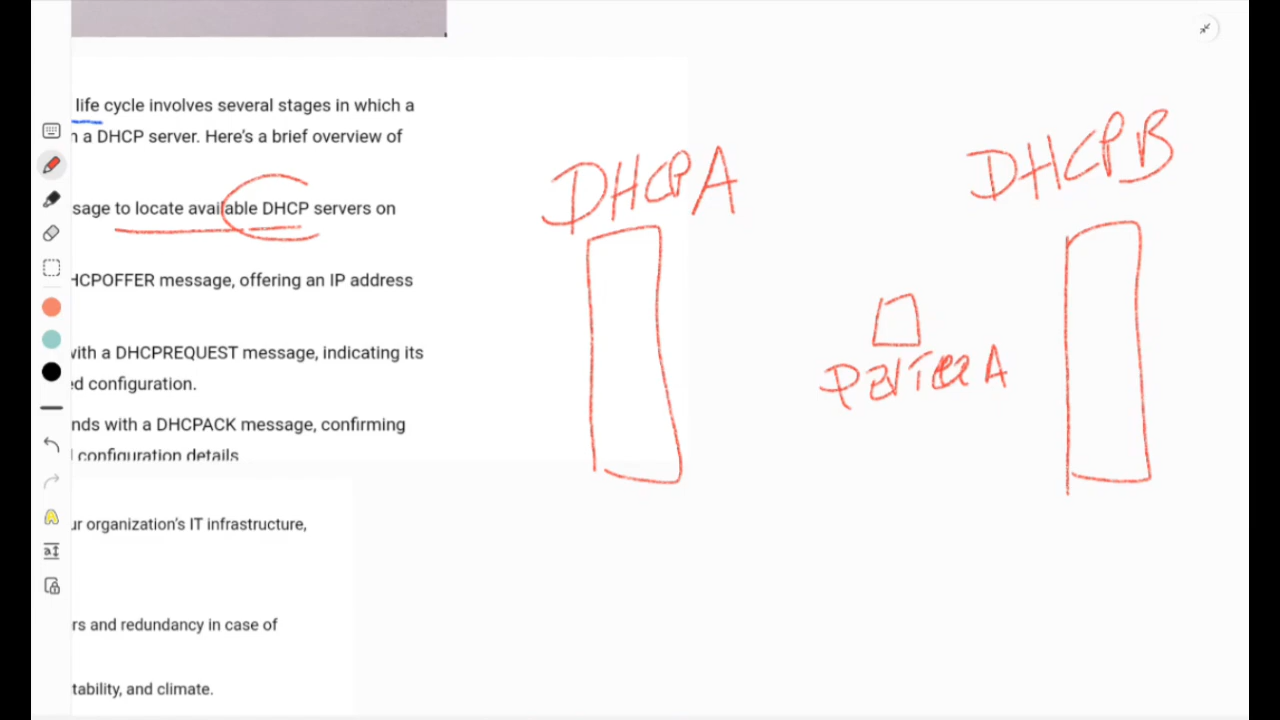 life cycle involves several stages in which a
n a DHCP server. Here's a brief overview of
ssage to locate available DHCP servers on
HCPOFFER message, offering an IP address
with a DHCPREQUEST message, indicating its
ed configuration.
nds with a DHCPACK message, confirming
l configuration details
ur organization's IT infrastructure,
rs and redundancy in case of
tability, and climate.
DHCP A
DHCP B
A